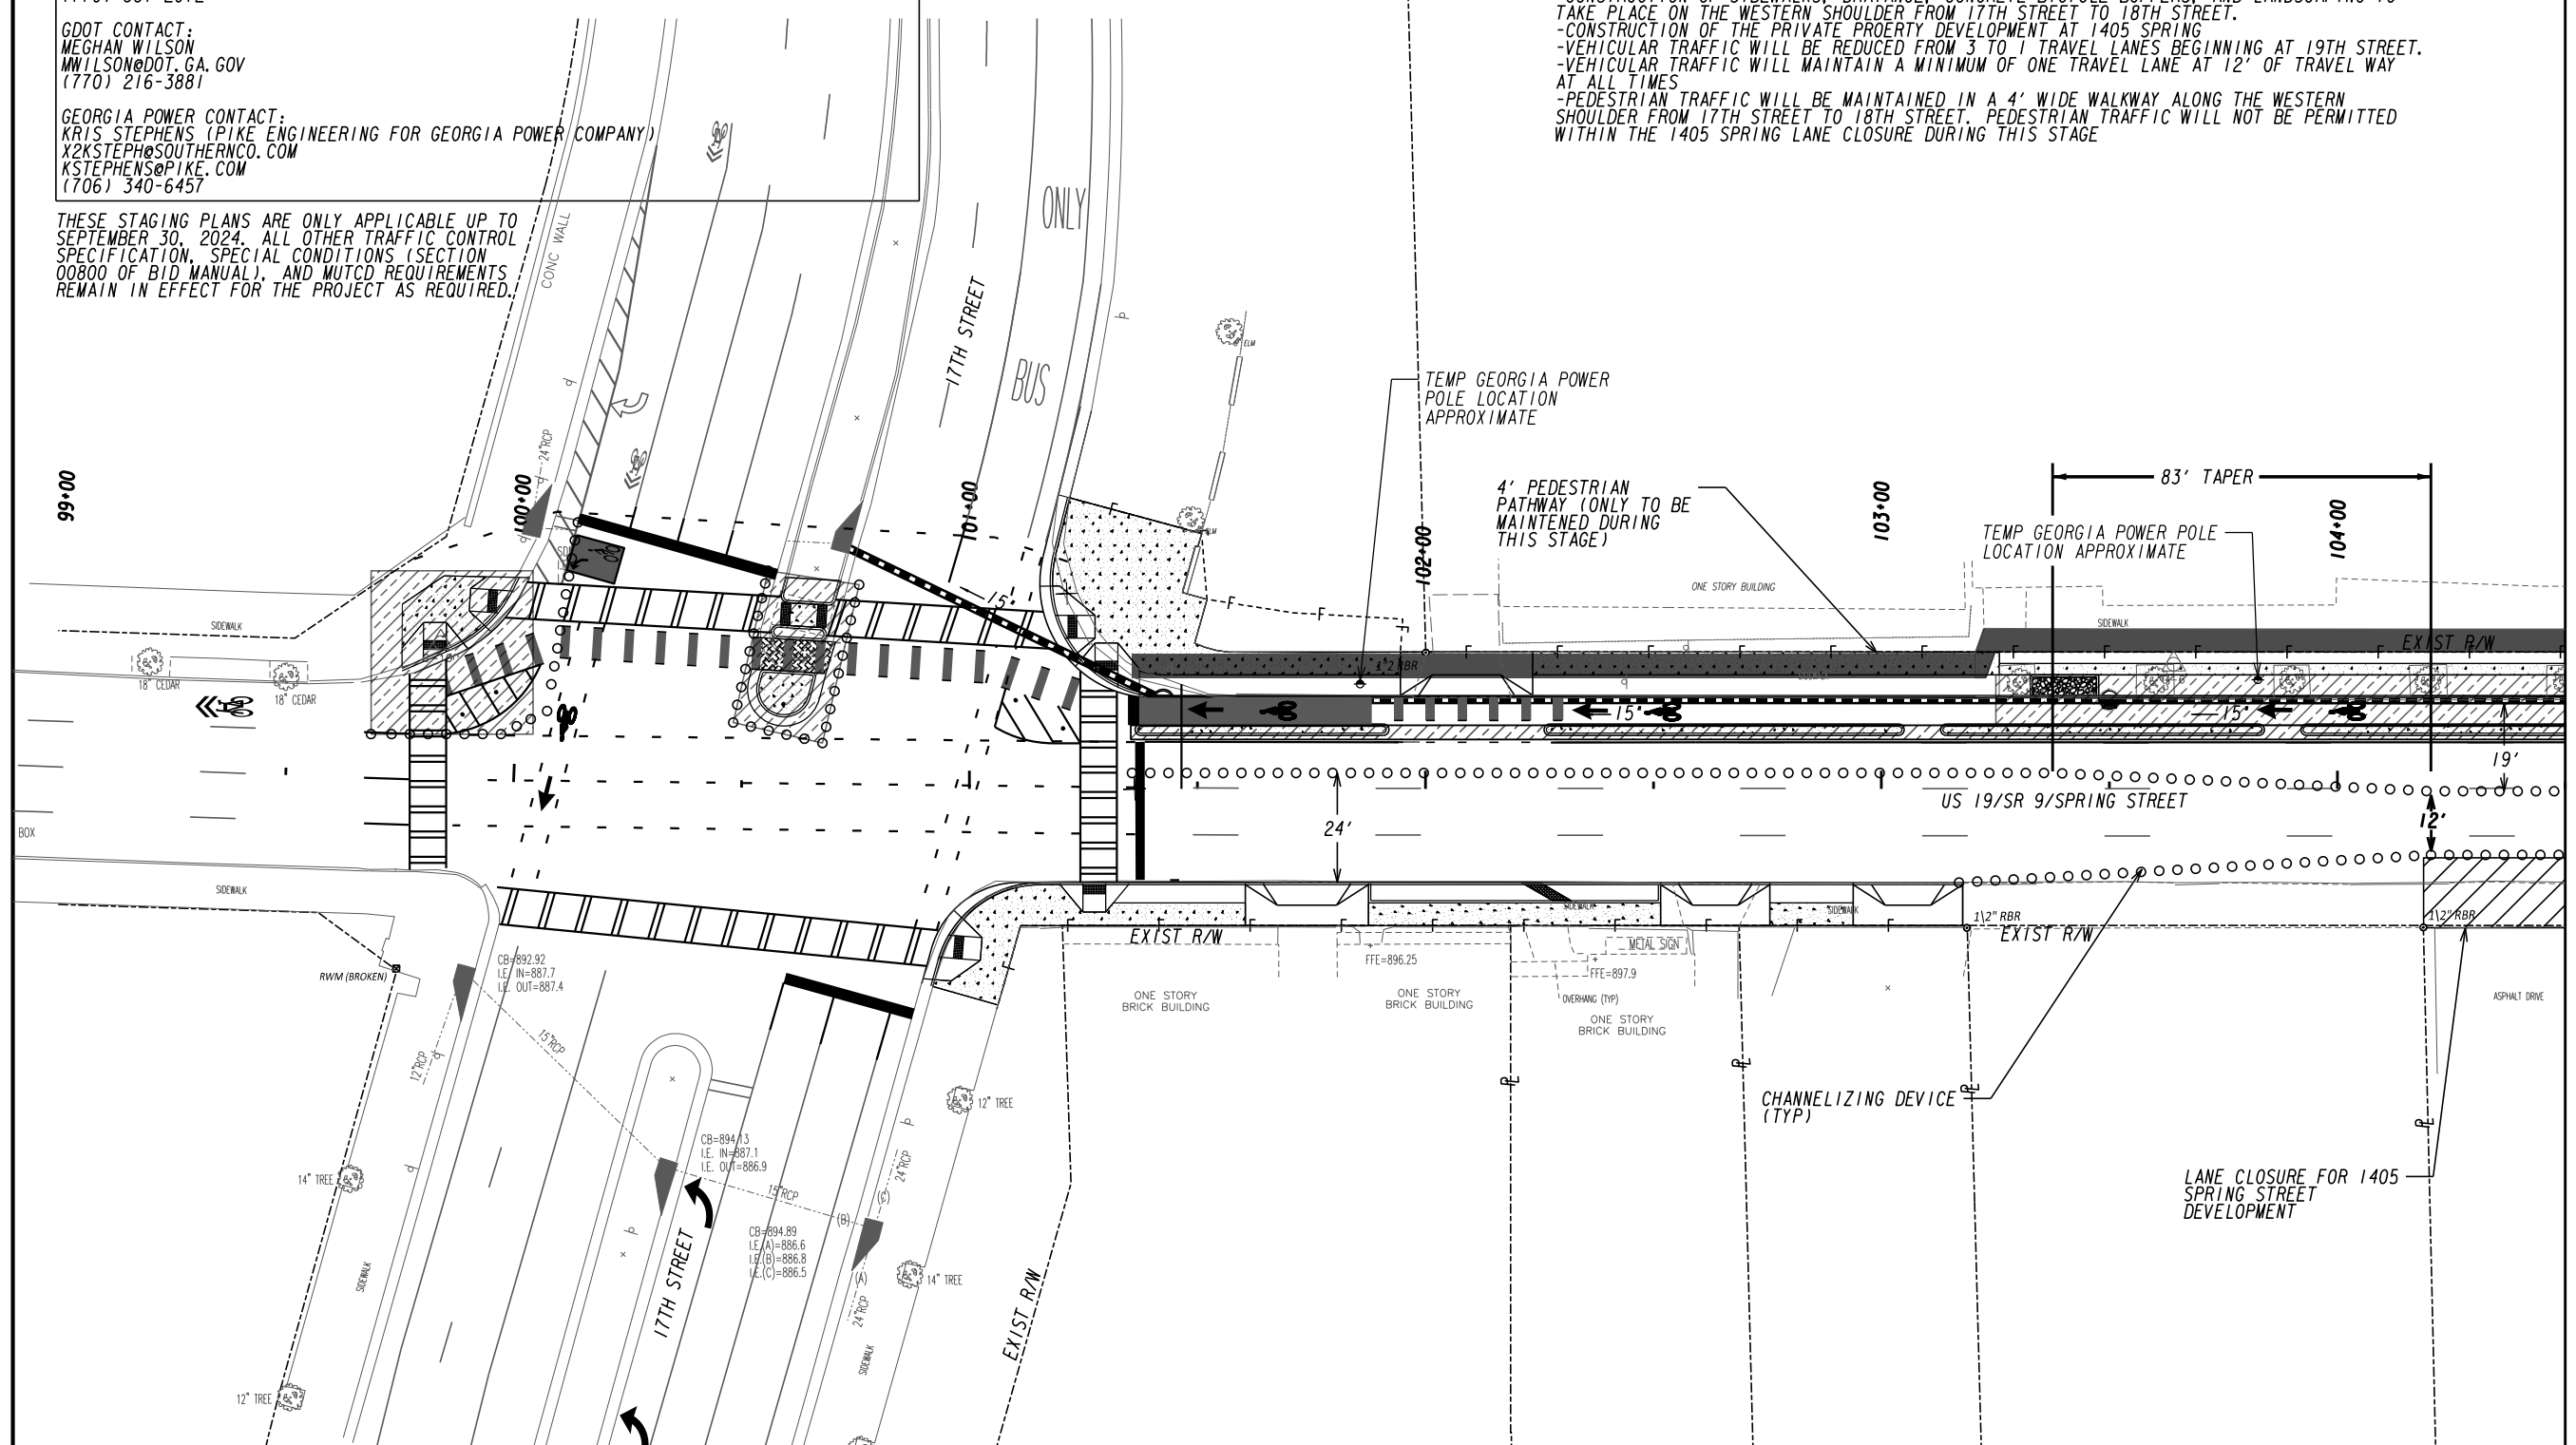 GDOT CONTACT:
MEGHAN WILSON
MWILSON@DOT.GA.GOV
(770) 216-3881
GEORGIA POWER CONTACT:
KRIS STEPHENS (PIKE ENGINEERING FOR GEORGIA POWER COMPANY)
X2KSTEPH@SOUTHERNCO.COM
KSTEPHENS@PIKE.COM
(706) 340-6457
THESE STAGING PLANS ARE ONLY APPLICABLE UP TO
SEPTEMBER 30, 2024. ALL OTHER TRAFFIC CONTROL
SPECIFICATION, SPECIAL CONDITIONS (SECTION
00800 OF BID MANUAL), AND MUTCD REQUIREMENTS
REMAIN IN EFFECT FOR THE PROJECT AS REQUIRED.
TAKE PLACE ON THE WESTERN SHOULDER FROM 17TH STREET TO 18TH STREET.
-CONSTRUCTION OF THE PRIVATE PROERTY DEVELOPMENT AT 1405 SPRING
-VEHICULAR TRAFFIC WILL BE REDUCED FROM 3 TO 1 TRAVEL LANES BEGINNING AT 19TH STREET.
-VEHICULAR TRAFFIC WILL MAINTAIN A MINIMUM OF ONE TRAVEL LANE AT 12' OF TRAVEL WAY
AT ALL TIMES
-PEDESTRIAN TRAFFIC WILL BE MAINTAINED IN A 4' WIDE WALKWAY ALONG THE WESTERN
SHOULDER FROM 17TH STREET TO 18TH STREET. PEDESTRIAN TRAFFIC WILL NOT BE PERMITTED
WITHIN THE 1405 SPRING LANE CLOSURE DURING THIS STAGE
CONC WALL
ONLY
BUS
17TH STREET
6" ELM
24"RCP
TEMP GEORGIA POWER
POLE LOCATION
APPROXIMATE
4' PEDESTRIAN
PATHWAY (ONLY TO BE
MAINTENED DURING
THIS STAGE)
83' TAPER
TEMP GEORGIA POWER POLE
LOCATION APPROXIMATE
99+00
100+00
101+00
102+00
103+00
104+00
ONE STORY BUILDING
SIDEWALK
SIDEWALK
EXIST R/W
18" CEDAR
18" CEDAR
15'
15'
15'
19'
US 19/SR 9/SPRING STREET
24'
12'
BOX
SIDEWALK
SIDEWALK
SIDEWALK
1\2" RBR
1\2" RBR
EXIST R/W
EXIST R/W
METAL SIGN
FFE=896.25
FFE=897.9
OVERHANG (TYP)
ONE STORY
BRICK BUILDING
ONE STORY
BRICK BUILDING
ONE STORY
BRICK BUILDING
ASPHALT DRIVE
RWM (BROKEN)
CB=892.92
I.E. IN=887.7
I.E. OUT=887.4
15"RCP
12"RCP
12" TREE
CHANNELIZING DEVICE
(TYP)
CB=894.13
I.E. IN=887.1
I.E. OUT=886.9
24"RCP
15"RCP
(B)
(C)
14" TREE
LANE CLOSURE FOR 1405
SPRING STREET
DEVELOPMENT
CB=894.89
I.E.(A)=886.6
I.E.(B)=886.8
I.E.(C)=886.5
(A)
14" TREE
SIDEWALK
17TH STREET
24"RCP
SIDEWALK
EXIST R/W
12" TREE